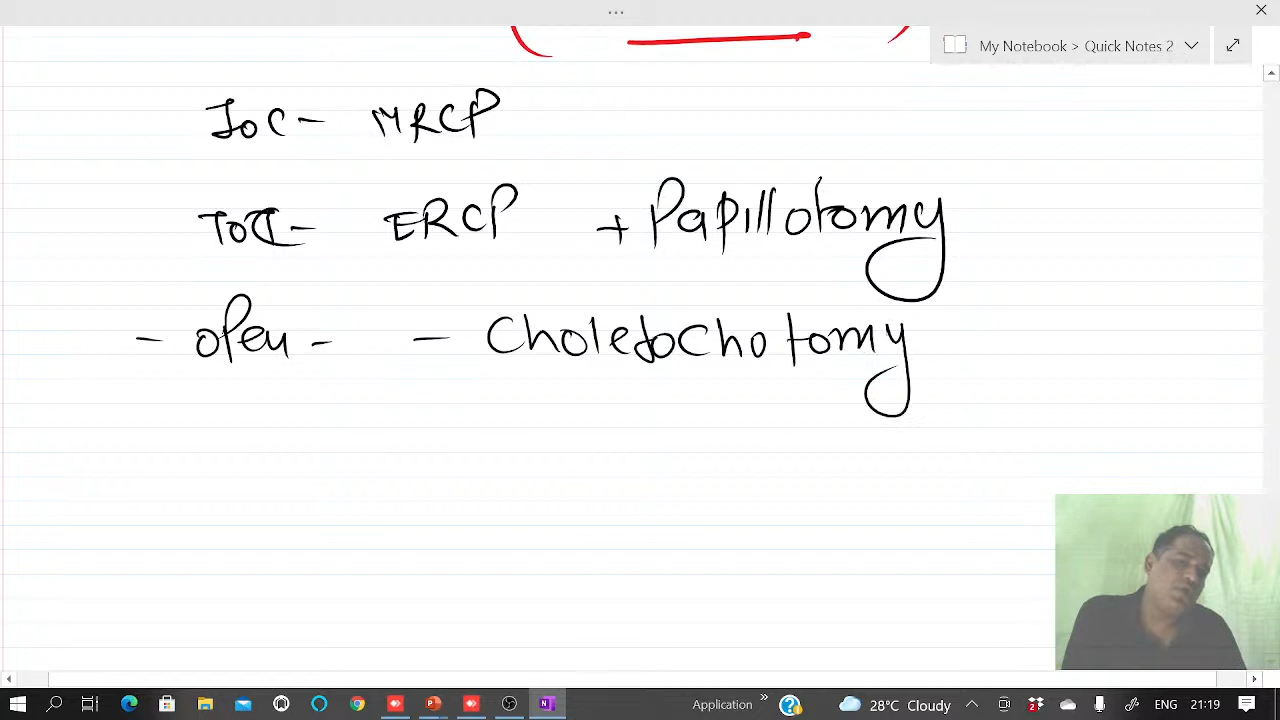 ...
My Notebook > Quick Notes 2
IOC - MRCP
TOC - ERCP + Papillotomy
- open - - Choledochotomy
Application
»
28°C Cloudy
ENG
21:19